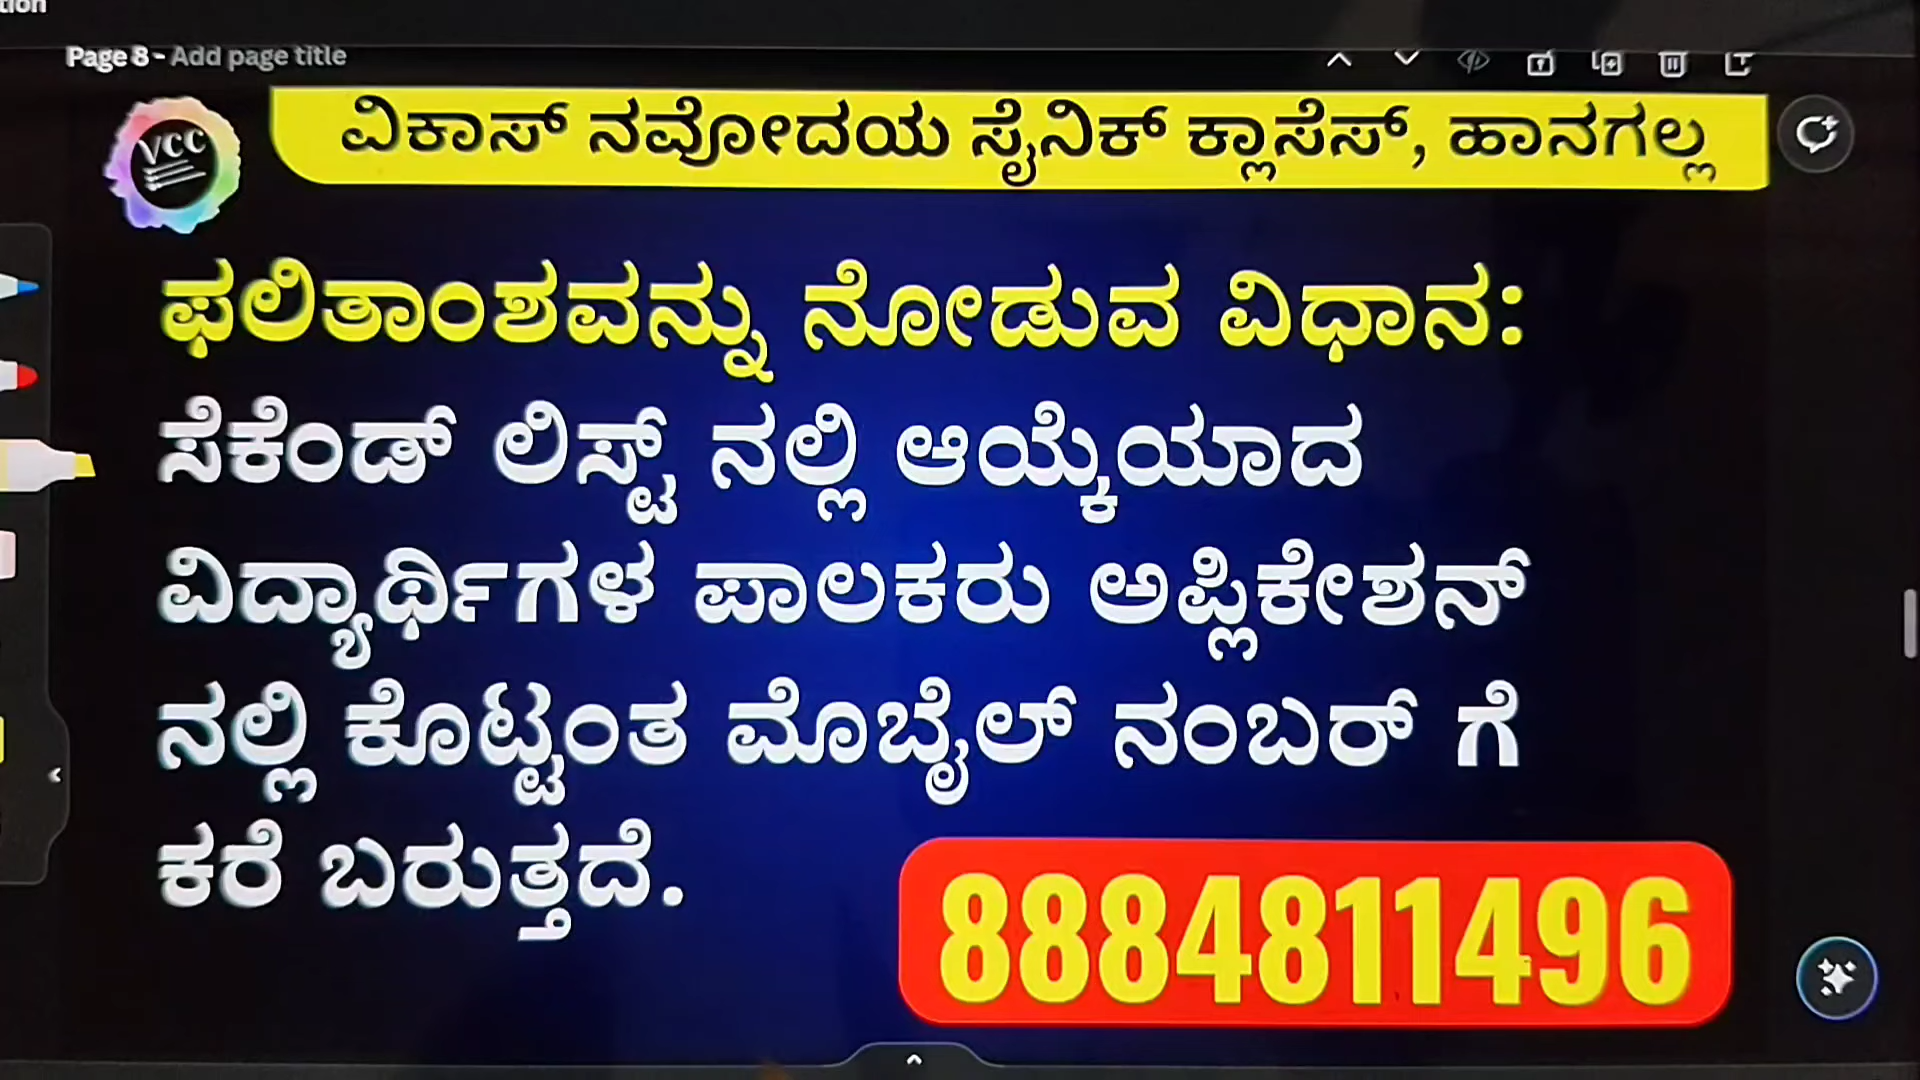 tion
Page 8 - Add page title
VCC
ವಿಕಾಸ್ ನವೋದಯ ಸೈನಿಕ್ ಕ್ಲಾಸೆಸ್, ಹಾನಗಲ್ಲ
ಫಲಿತಾಂಶವನ್ನು ನೋಡುವ ವಿಧಾನ:
ಸೆಕೆಂಡ್ ಲಿಸ್ಟ್ ನಲ್ಲಿ ಆಯ್ಕೆಯಾದ
ವಿದ್ಯಾರ್ಥಿಗಳ ಪಾಲಕರು ಅಪ್ಲಿಕೇಶನ್
ನಲ್ಲಿ ಕೊಟ್ಟಂತ ಮೊಬೈಲ್ ನಂಬರ್ ಗೆ
ಕರೆ ಬರುತ್ತದೆ.
8884811496